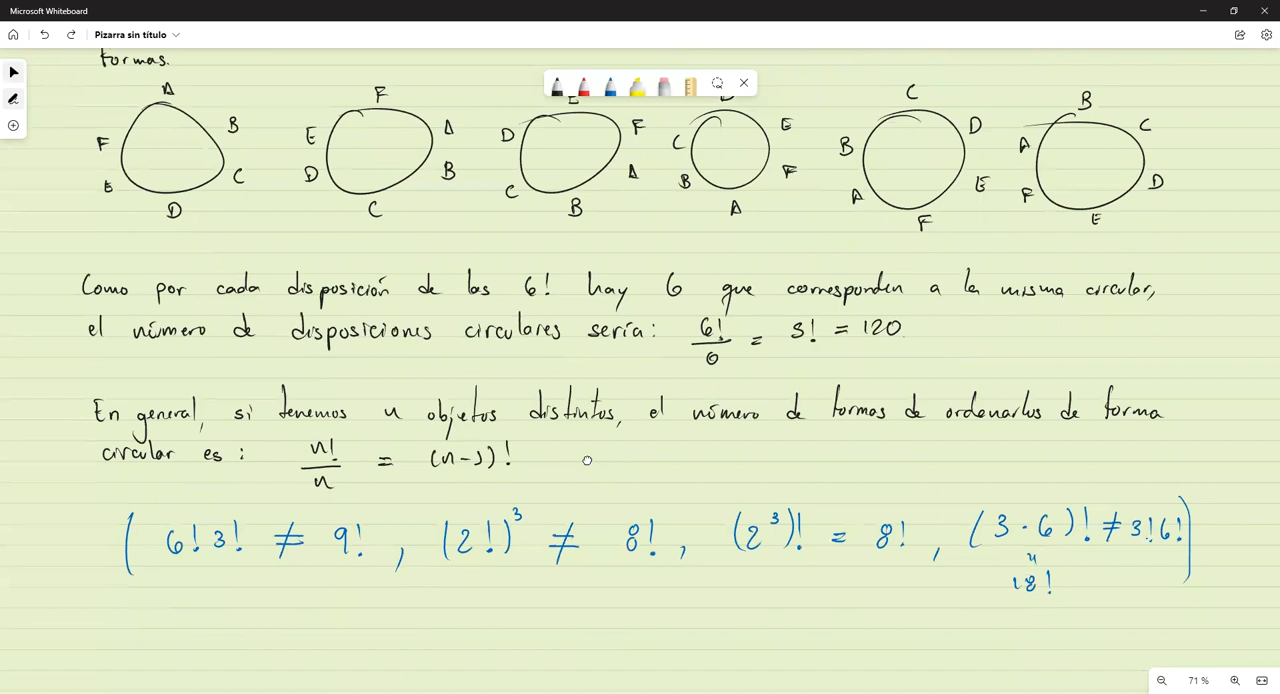 Microsoft Whiteboard
Pizarra sin título
formas.
A B C D E F
F A B C D E
E F A B C D
D E F A B C
C D E F A B
B C D E F A
Como por cada disposición de las 6! hay 6 que corresponden a la misma circular,
el número de disposiciones circulares sería: 6!/6 = 5! = 120
En general, si tenemos n objetos distintos, el número de formas de ordenarlos de forma
circular es: n!/n = (n-1)!
( 6! 3! ≠ 9! , (2!)³ ≠ 8! , (2³)! = 8! , (3 · 6)! ≠ 3! 6! )
"
18!
71 %